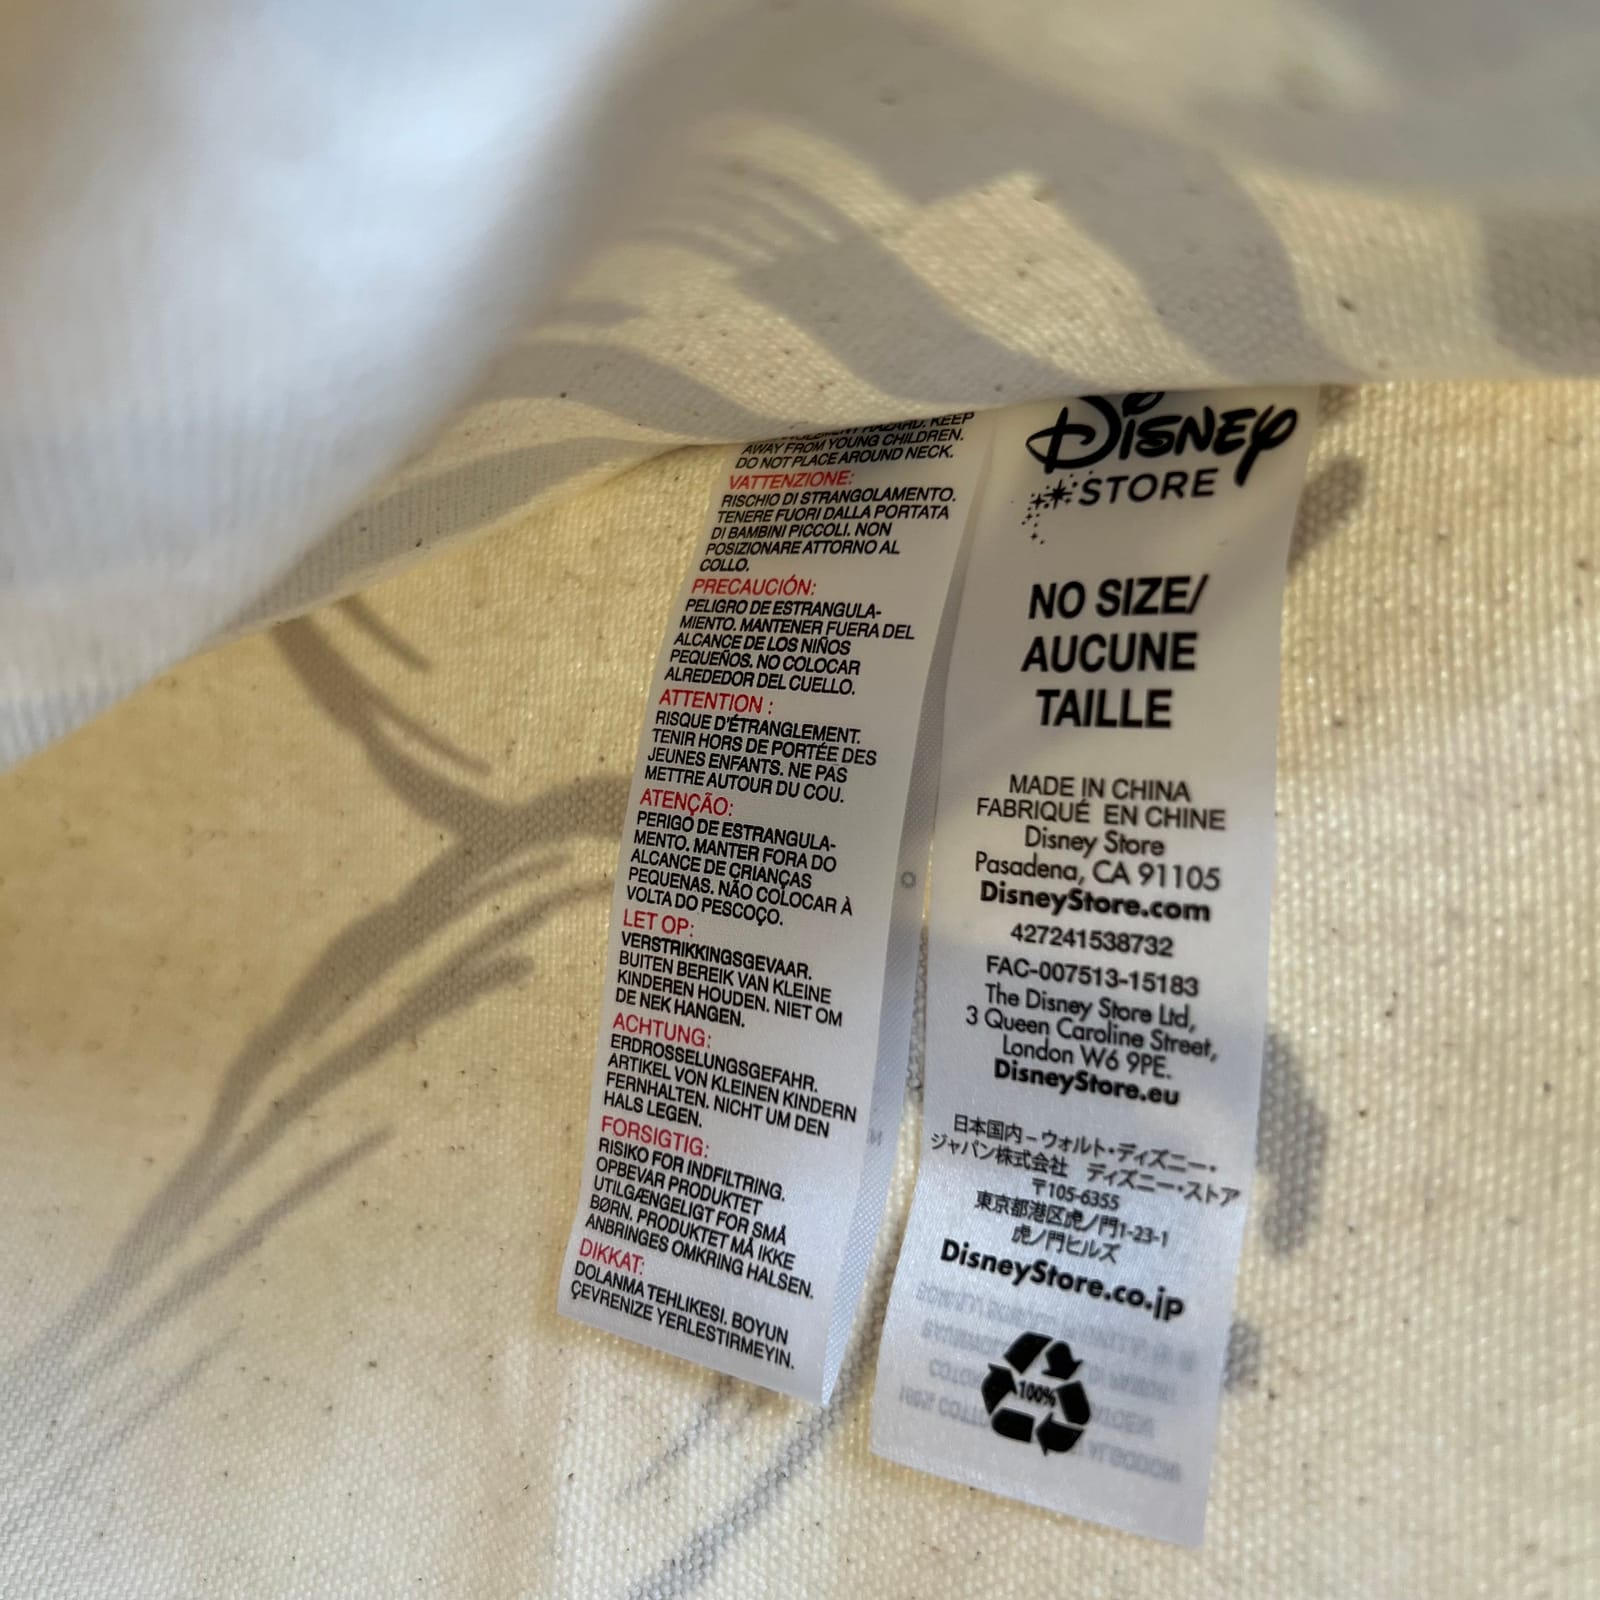 HAZARD. KEEP
AWAY FROM YOUNG CHILDREN.
DO NOT PLACE AROUND NECK.
VATTENZIONE:
RISCHIO DI STRANGOLAMENTO.
TENERE FUORI DALLA PORTATA
DI BAMBINI PICCOLI. NON
POSIZIONARE ATTORNO AL
COLLO.
PRECAUCIÓN:
PELIGRO DE ESTRANGULA-
MIENTO. MANTENER FUERA DEL
ALCANCE DE LOS NIÑOS
PEQUEÑOS. NO COLOCAR
ALREDEDOR DEL CUELLO.
ATTENTION :
RISQUE D'ÉTRANGLEMENT.
TENIR HORS DE PORTÉE DES
JEUNES ENFANTS. NE PAS
METTRE AUTOUR DU COU.
ATENÇÃO:
PERIGO DE ESTRANGULA-
MENTO. MANTER FORA DO
ALCANCE DE CRIANÇAS
PEQUENAS. NÃO COLOCAR À
VOLTA DO PESCOÇO.
LET OP:
VERSTRIKKINGSGEVAAR.
BUITEN BEREIK VAN KLEINE
KINDEREN HOUDEN. NIET OM
DE NEK HANGEN.
ACHTUNG:
ERDROSSELUNGSGEFAHR.
ARTIKEL VON KLEINEN KINDERN
FERNHALTEN. NICHT UM DEN
HALS LEGEN.
FORSIGTIG:
RISIKO FOR INDFILTRING.
OPBEVAR PRODUKTET
UTILGÆNGELIGT FOR SMÅ
BØRN. PRODUKTET MÅ IKKE
ANBRINGES OMKRING HALSEN.
DIKKAT:
DOLANMA TEHLIKESI. BOYUN
ÇEVRENIZE YERLESTIRMEYIN.
DISNEY
STORE
NO SIZE/
AUCUNE
TAILLE
MADE IN CHINA
FABRIQUÉ EN CHINE
Disney Store
Pasadena, CA 91105
DisneyStore.com
427241538732
FAC-007513-15183
The Disney Store Ltd,
3 Queen Caroline Street,
London W6 9PE.
DisneyStore.eu
日本国内－ウォルト・ディズニー・
ジャパン株式会社 ディズニー・ストア
〒105-6355
東京都港区虎ノ門1-23-1
虎ノ門ヒルズ
DisneyStore.co.jp
100%